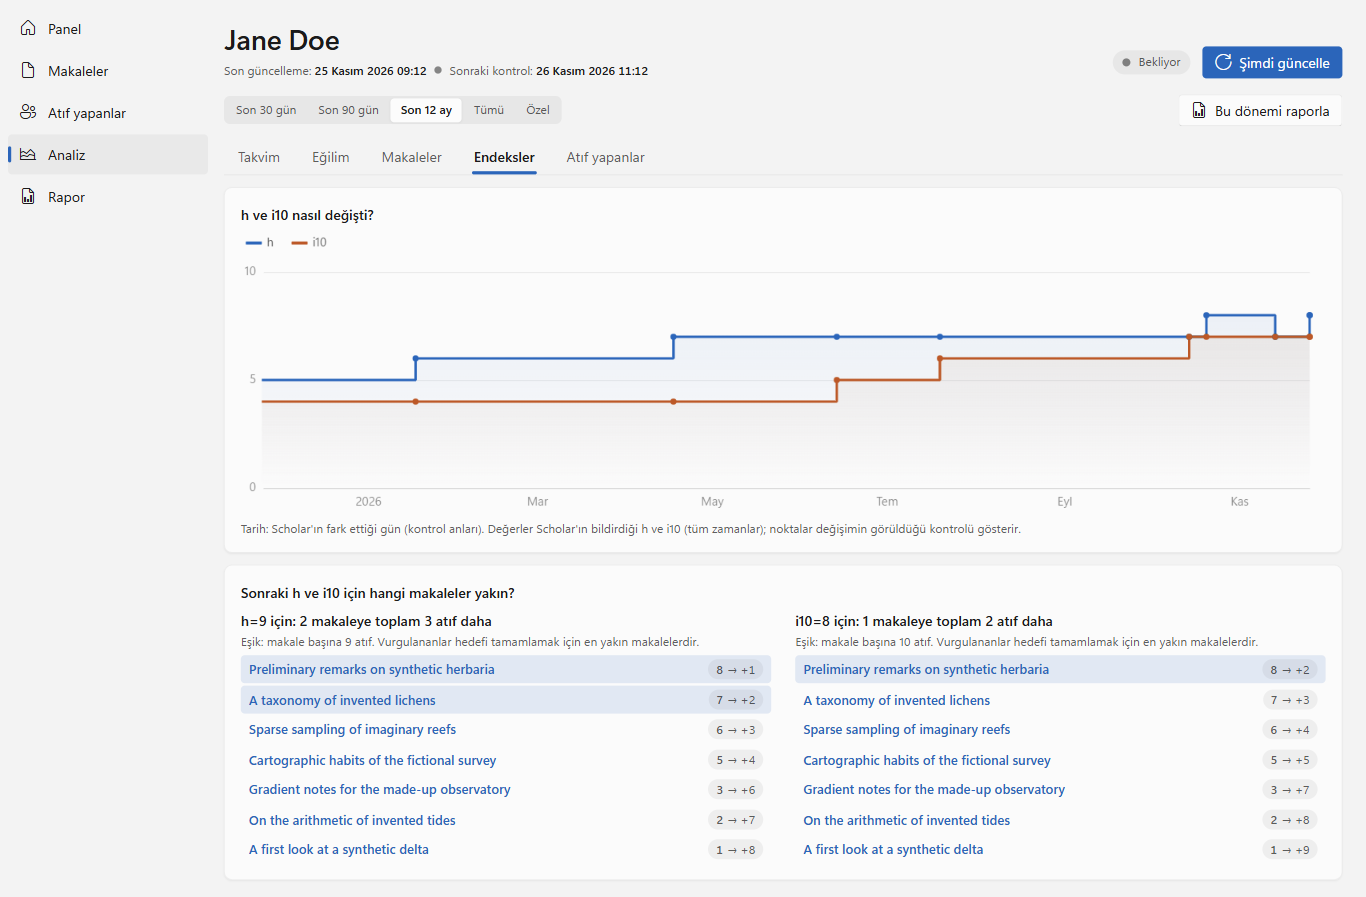 Panel
Makaleler
Atıf yapanlar
Analiz
Rapor
Jane Doe
Son güncelleme: 25 Kasım 2026 09:12 ● Sonraki kontrol: 26 Kasım 2026 11:12
Bekliyor
Şimdi güncelle
Son 30 gün Son 90 gün Son 12 ay Tümü Özel
Bu dönemi raporla
Takvim Eğilim Makaleler Endeksler Atıf yapanlar
h ve i10 nasıl değişti?
h i10
10
5
0
2026 Mar May Tem Eyl Kas
Tarih: Scholar'ın fark ettiği gün (kontrol anları). Değerler Scholar'ın bildirdiği h ve i10 (tüm zamanlar); noktalar değişimin görüldüğü kontrolü gösterir.
Sonraki h ve i10 için hangi makaleler yakın?
h=9 için: 2 makaleye toplam 3 atıf daha
Eşik: makale başına 9 atıf. Vurgulananlar hedefi tamamlamak için en yakın makalelerdir.
Preliminary remarks on synthetic herbaria 8 → +1
A taxonomy of invented lichens 7 → +2
Sparse sampling of imaginary reefs 6 → +3
Cartographic habits of the fictional survey 5 → +4
Gradient notes for the made-up observatory 3 → +6
On the arithmetic of invented tides 2 → +7
A first look at a synthetic delta 1 → +8
i10=8 için: 1 makaleye toplam 2 atıf daha
Eşik: makale başına 10 atıf. Vurgulananlar hedefi tamamlamak için en yakın makalelerdir.
Preliminary remarks on synthetic herbaria 8 → +2
A taxonomy of invented lichens 7 → +3
Sparse sampling of imaginary reefs 6 → +4
Cartographic habits of the fictional survey 5 → +5
Gradient notes for the made-up observatory 3 → +7
On the arithmetic of invented tides 2 → +8
A first look at a synthetic delta 1 → +9